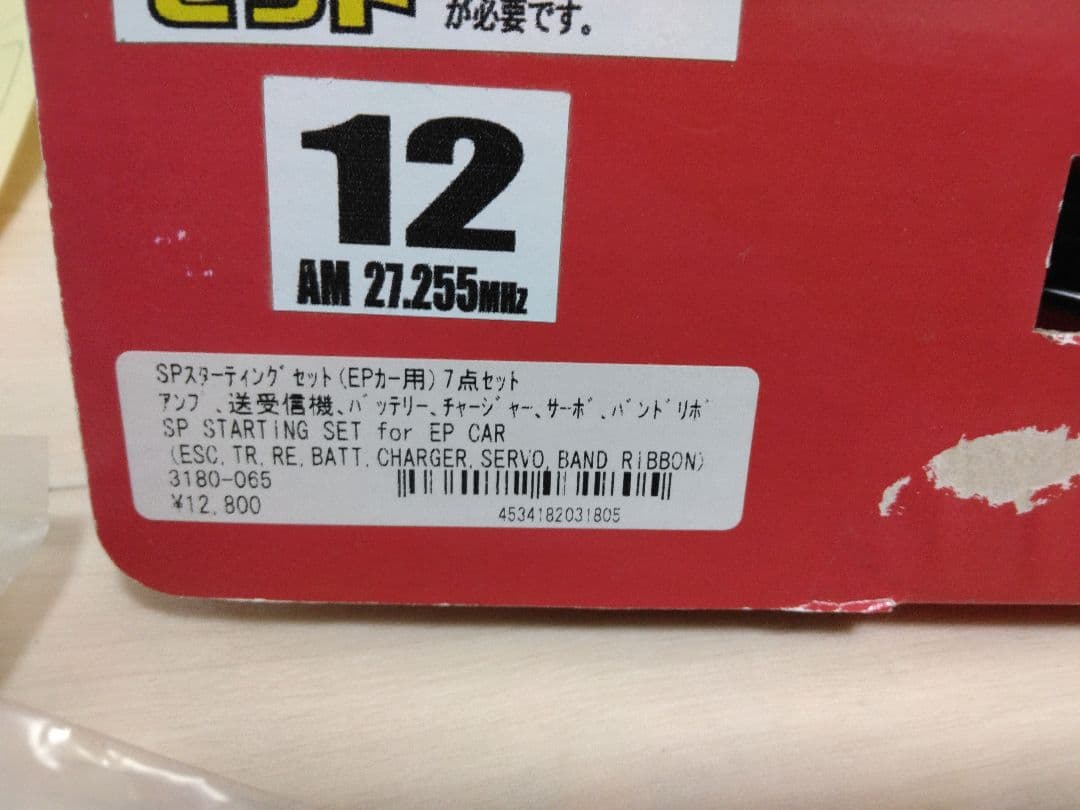 セット
が必要です。
12
AM 27.255MHz
SPｽﾀｰﾃｨﾝｸﾞｾｯﾄ(EPｶｰ用)7点ｾｯﾄ
ｱﾝﾌﾟ､送受信機､ﾊﾞｯﾃﾘｰ､ﾁｬｰｼﾞｬｰ､ｻｰﾎﾞ､ﾊﾞﾝﾄﾞﾘﾎﾞ
SP STARTiNG SET for EP CAR
(ESC,TR,RE,BATT,CHARGER,SERVO,BAND RiBBON)
3180-065
¥12,800
4534182031805